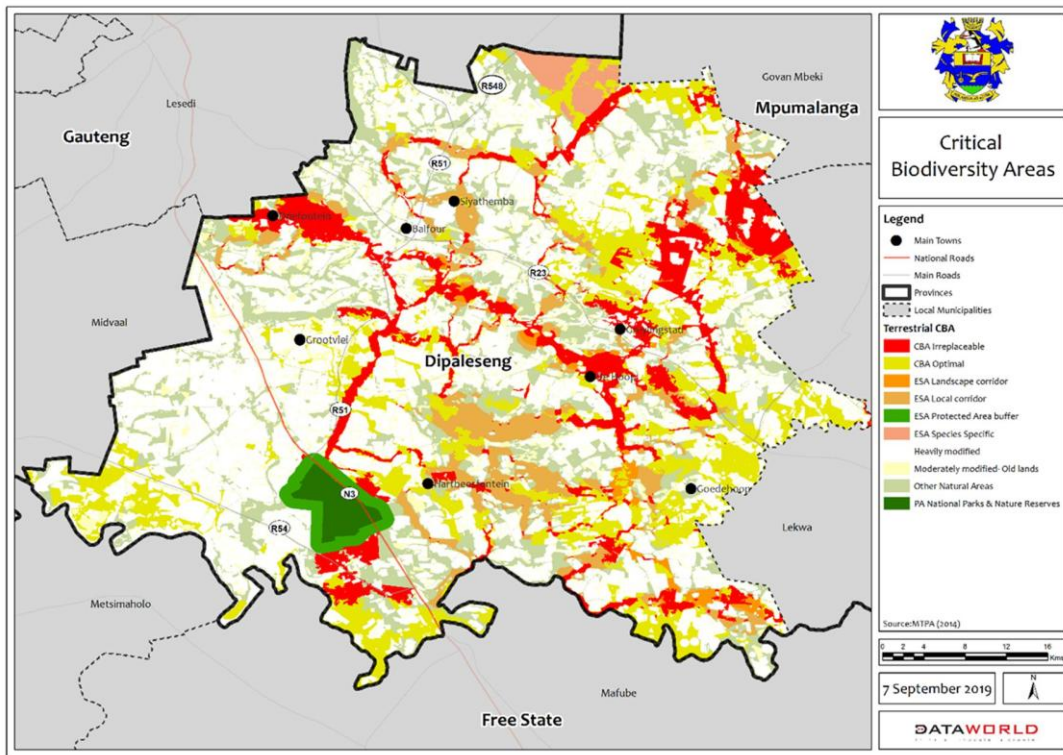 R548
Govan Mbeki
Lesedi
Mpumalanga
Gauteng
R51
Siyathemba
Balfour
R23
Midvaal
Grootvlei
Dipaleseng
R51
Hartbeesfontein
Goedehoop
N3
R54
Lekwa
Metsimaholo
Mafube
Free State
Critical
Biodiversity Areas
Legend
Main Towns
National Roads
Main Roads
Provinces
Local Municipalities
Terrestrial CBA
CBA Irreplaceable
CBA Optimal
ESA Landscape corridor
ESA Local corridor
ESA Protected Area buffer
ESA Species Specific
Heavily modified
Moderately modified- Old lands
Other Natural Areas
PA National Parks & Nature Reserves
Source:MTPA (2014)
0 2 4 8 12 16
Kms
7 September 2019
N
DATAWORLD